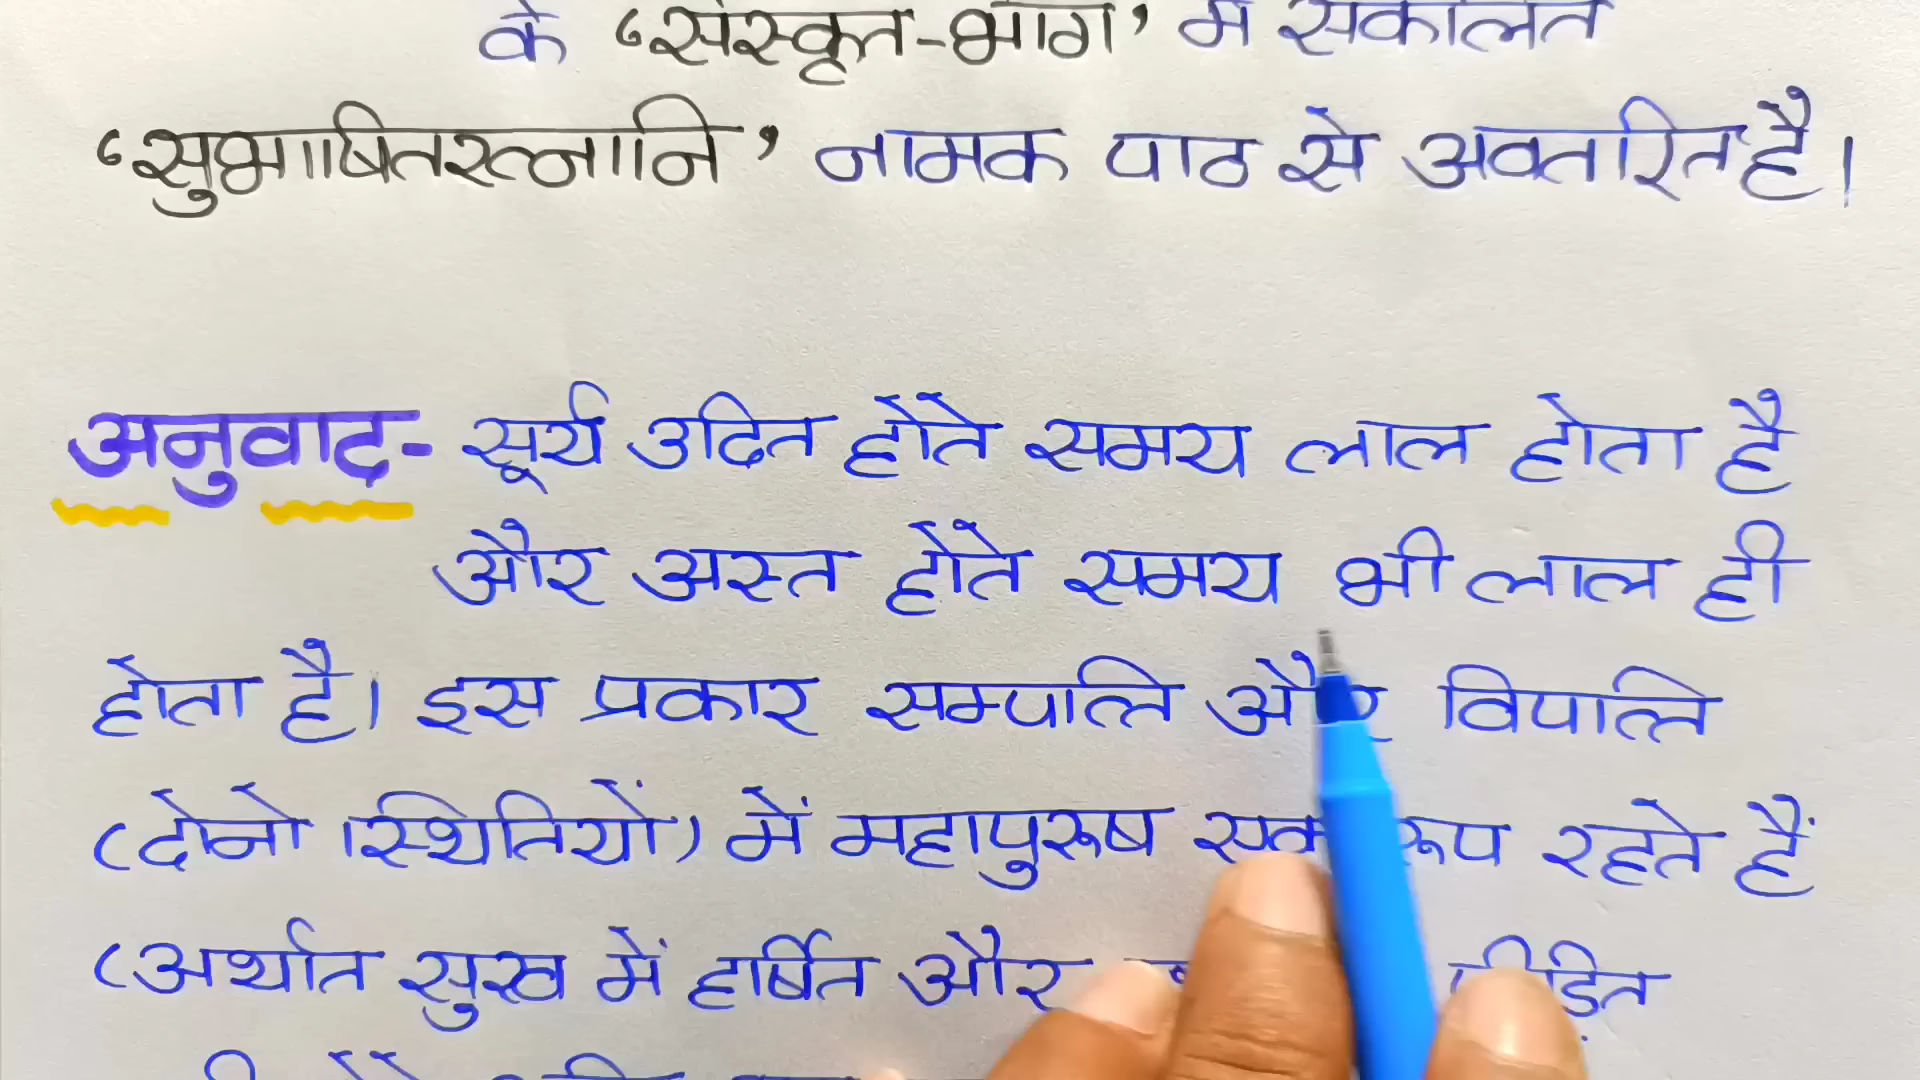 के 'संस्कृत-भाग' में संकलित
'सुभाषितरत्नानि' नामक पाठ से अवतरित है।
अनुवाद- सूर्य उदित होते समय लाल होता है
और अस्त होते समय भी लाल ही
होता है। इस प्रकार सम्पत्ति और विपत्ति
(दोनो स्थितियों) में महापुरूष एक रूप रहते हैं
(अर्थात सुख में हर्षित और पीड़ित